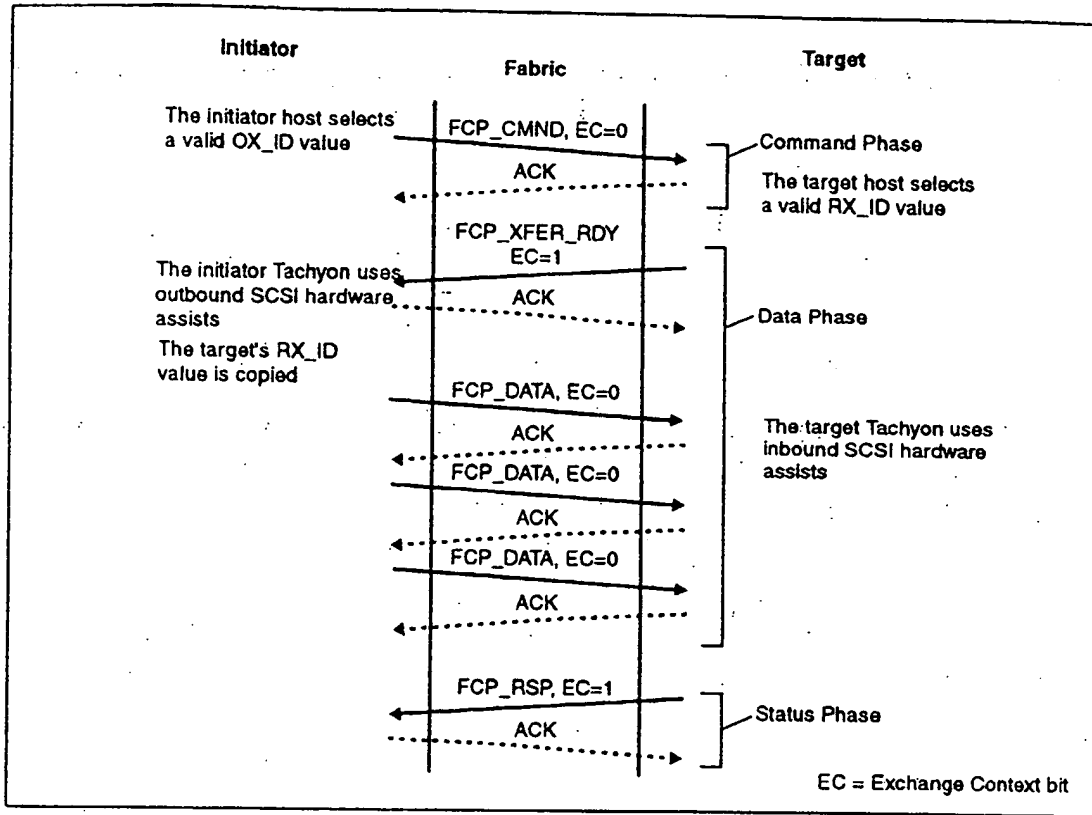 Initiator
Fabric
Target
The initiator host selects
a valid OX_ID value
FCP_CMND, EC=0
ACK
Command Phase
The target host selects
a valid RX_ID value
FCP_XFER_RDY
EC=1
ACK
The initiator Tachyon uses
outbound SCSI hardware
assists
The target's RX_ID
value is copied
Data Phase
FCP_DATA, EC=0
ACK
FCP_DATA, EC=0
ACK
FCP_DATA, EC=0
ACK
The target Tachyon uses
inbound SCSI hardware
assists
FCP_RSP, EC=1
ACK
Status Phase
EC = Exchange Context bit